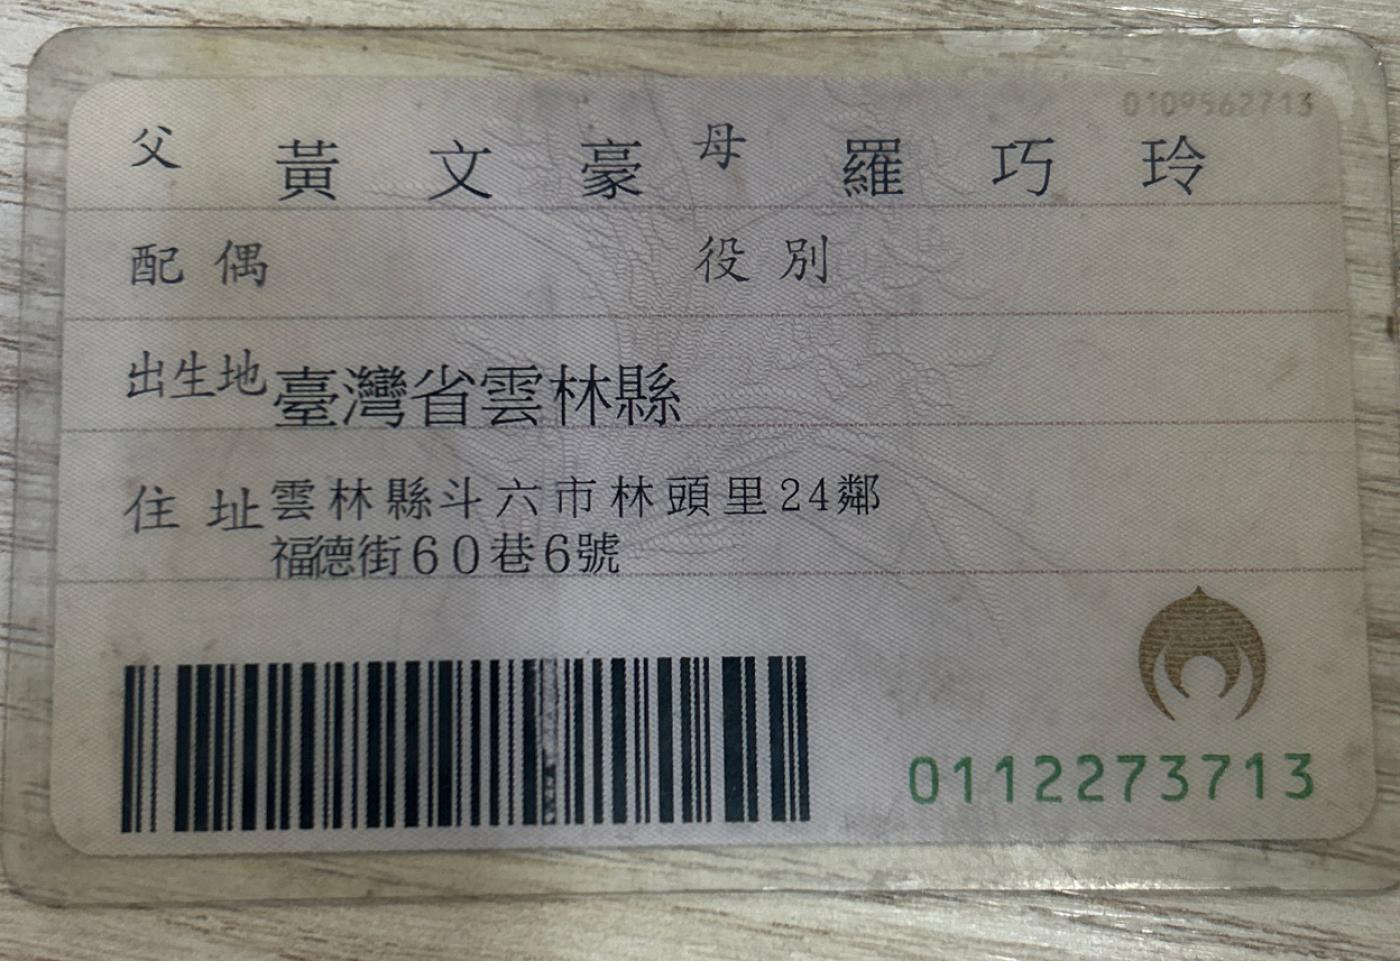 0109562713
父 黃文豪 母 羅巧玲
配偶 役別
出生地 臺灣省雲林縣
住址 雲林縣斗六市林頭里24鄰
福德街60巷6號
0112273713